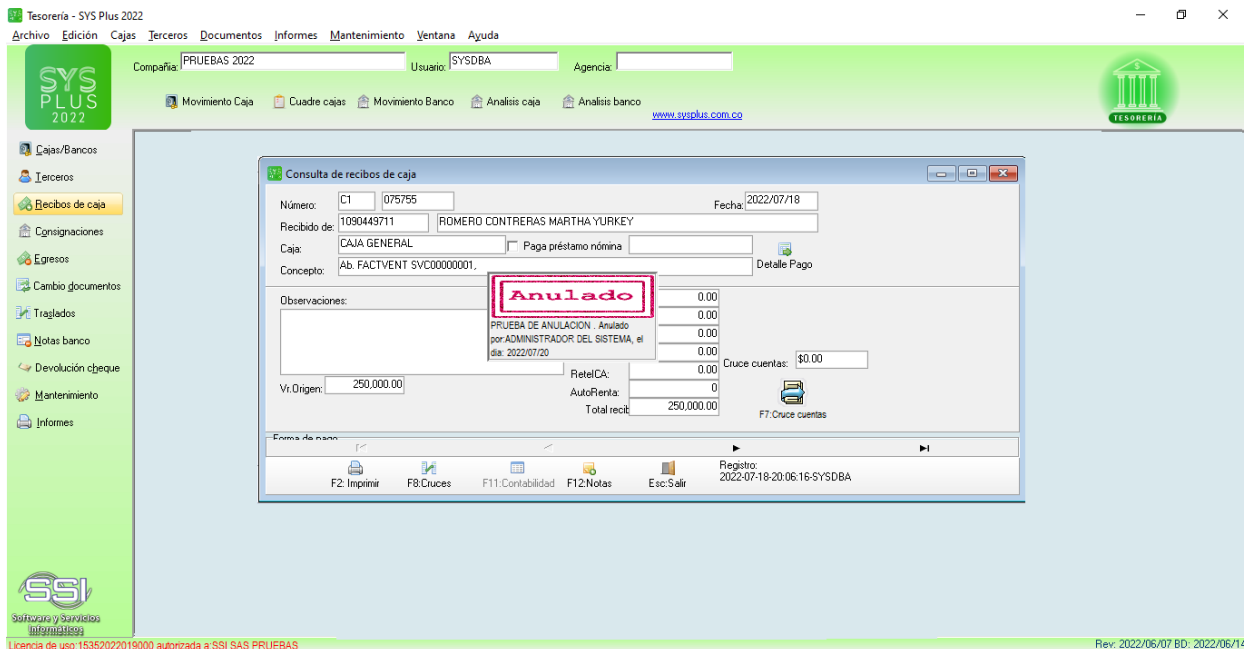 Tesorería - SYS Plus 2022
Archivo Edición Cajas Terceros Documentos Informes Mantenimiento Ventana Ayuda
SYS
PLUS
2022
Compañia: PRUEBAS 2022 Usuario: SYSDBA Agencia:
Movimiento Caja Cuadre cajas Movimiento Banco Analisis caja Analisis banco
www.sysplus.com.co
TESORERÍA
Cajas/Bancos
Terceros
Recibos de caja
Consignaciones
Egresos
Cambio documentos
Traslados
Notas banco
Devolución cheque
Mantenimiento
Informes
Consulta de recibos de caja
Número: C1 075755 Fecha: 2022/07/18
Recibido de: 1090449711 ROMERO CONTRERAS MARTHA YURKEY
Caja: CAJA GENERAL Paga préstamo nómina
Concepto: Ab. FACTVENT SVC00000001, Detalle Pago
Observaciones:
Anulado
PRUEBA DE ANULACION . Anulado
por:ADMINISTRADOR DEL SISTEMA, el
dia: 2022/07/20
0.00
0.00
0.00
0.00
ReteICA: 0.00 Cruce cuentas: $0.00
Vr.Origen: 250,000.00 AutoRenta: 0
Total recit 250,000.00 F7:Cruce cuentas
Forma de pago
F2: Imprimir F8:Cruces F11:Contabilidad F12:Notas Esc:Salir
Registro:
2022-07-18-20:06:16-SYSDBA
SSI
Software y Servicios
Informáticos
Licencia de uso:15352022019000 autorizada a:SSI SAS PRUEBAS Rev: 2022/06/07 BD: 2022/06/14